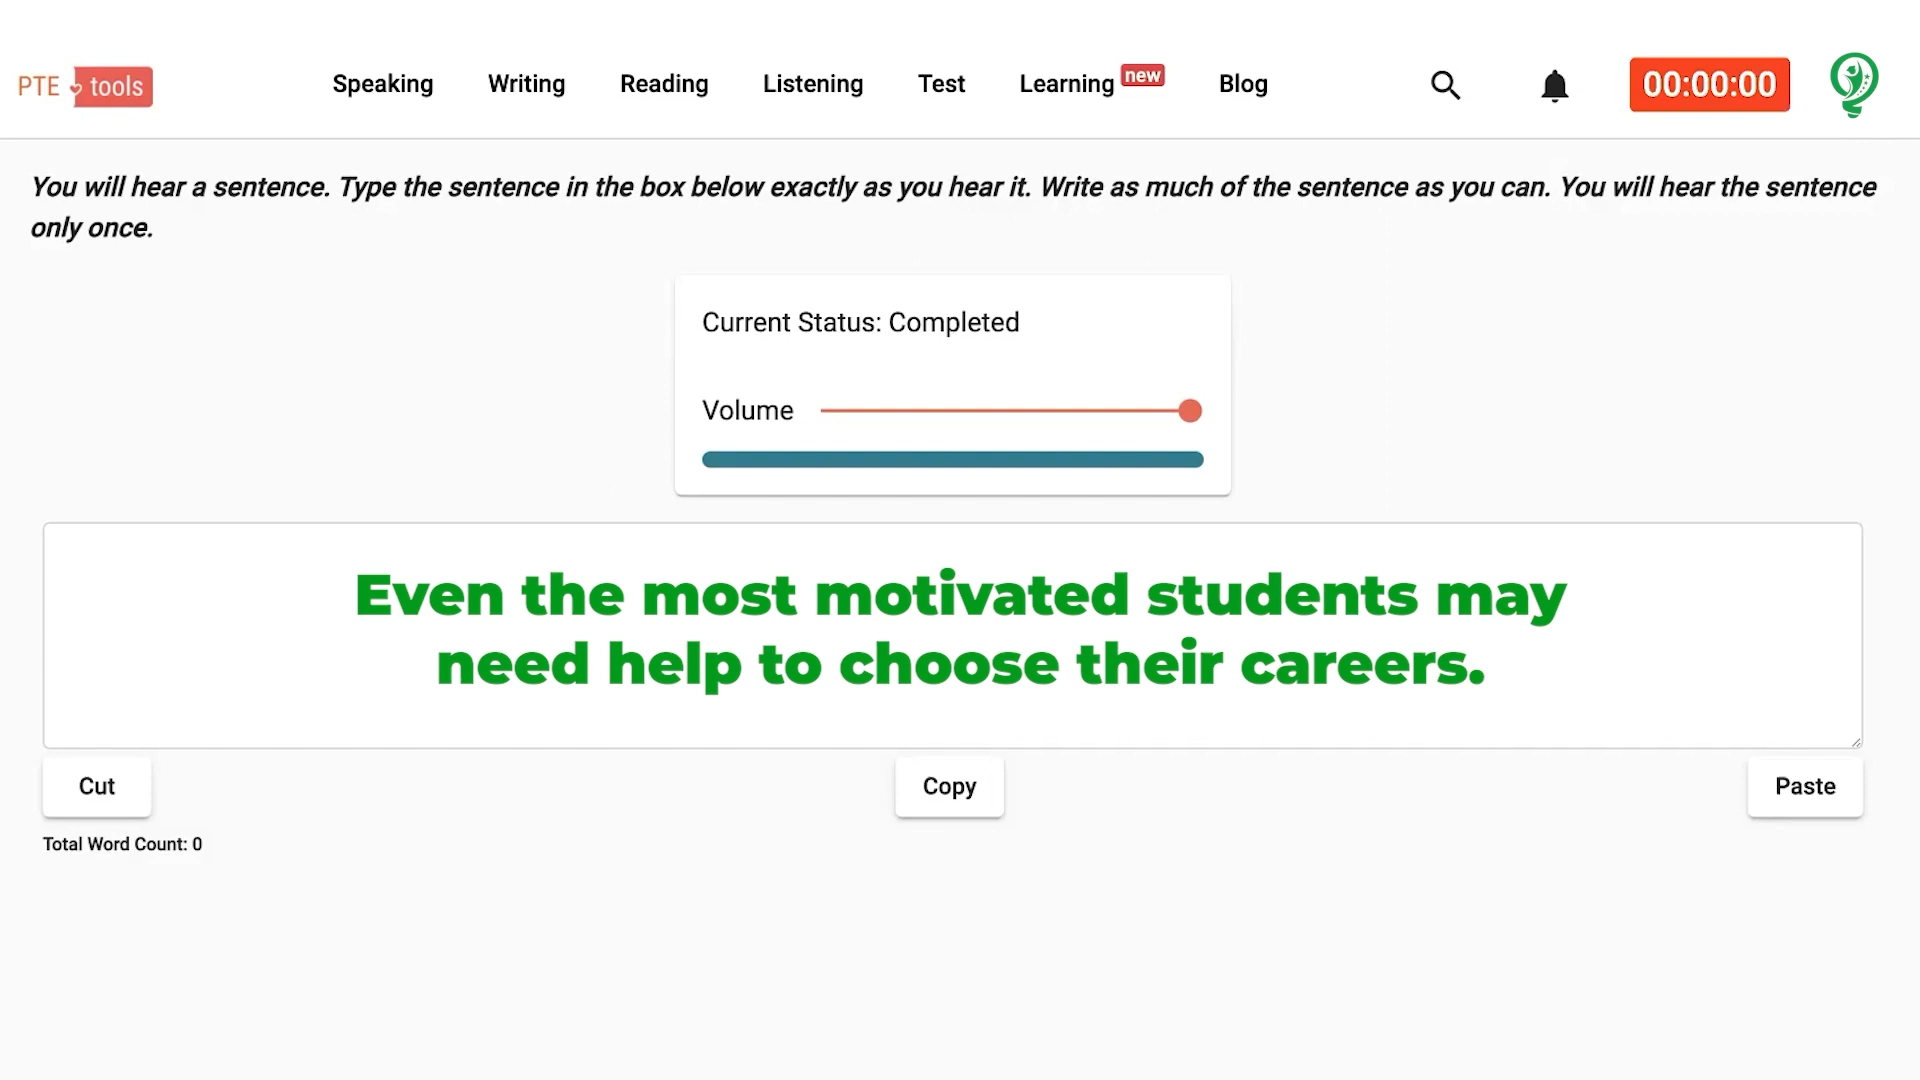 PTE tools
Speaking Writing Reading Listening Test Learning new Blog
00:00:00
You will hear a sentence. Type the sentence in the box below exactly as you hear it. Write as much of the sentence as you can. You will hear the sentence
only once.
Current Status: Completed
Volume
Even the most motivated students may
need help to choose their careers.
Cut Copy Paste
Total Word Count: 0